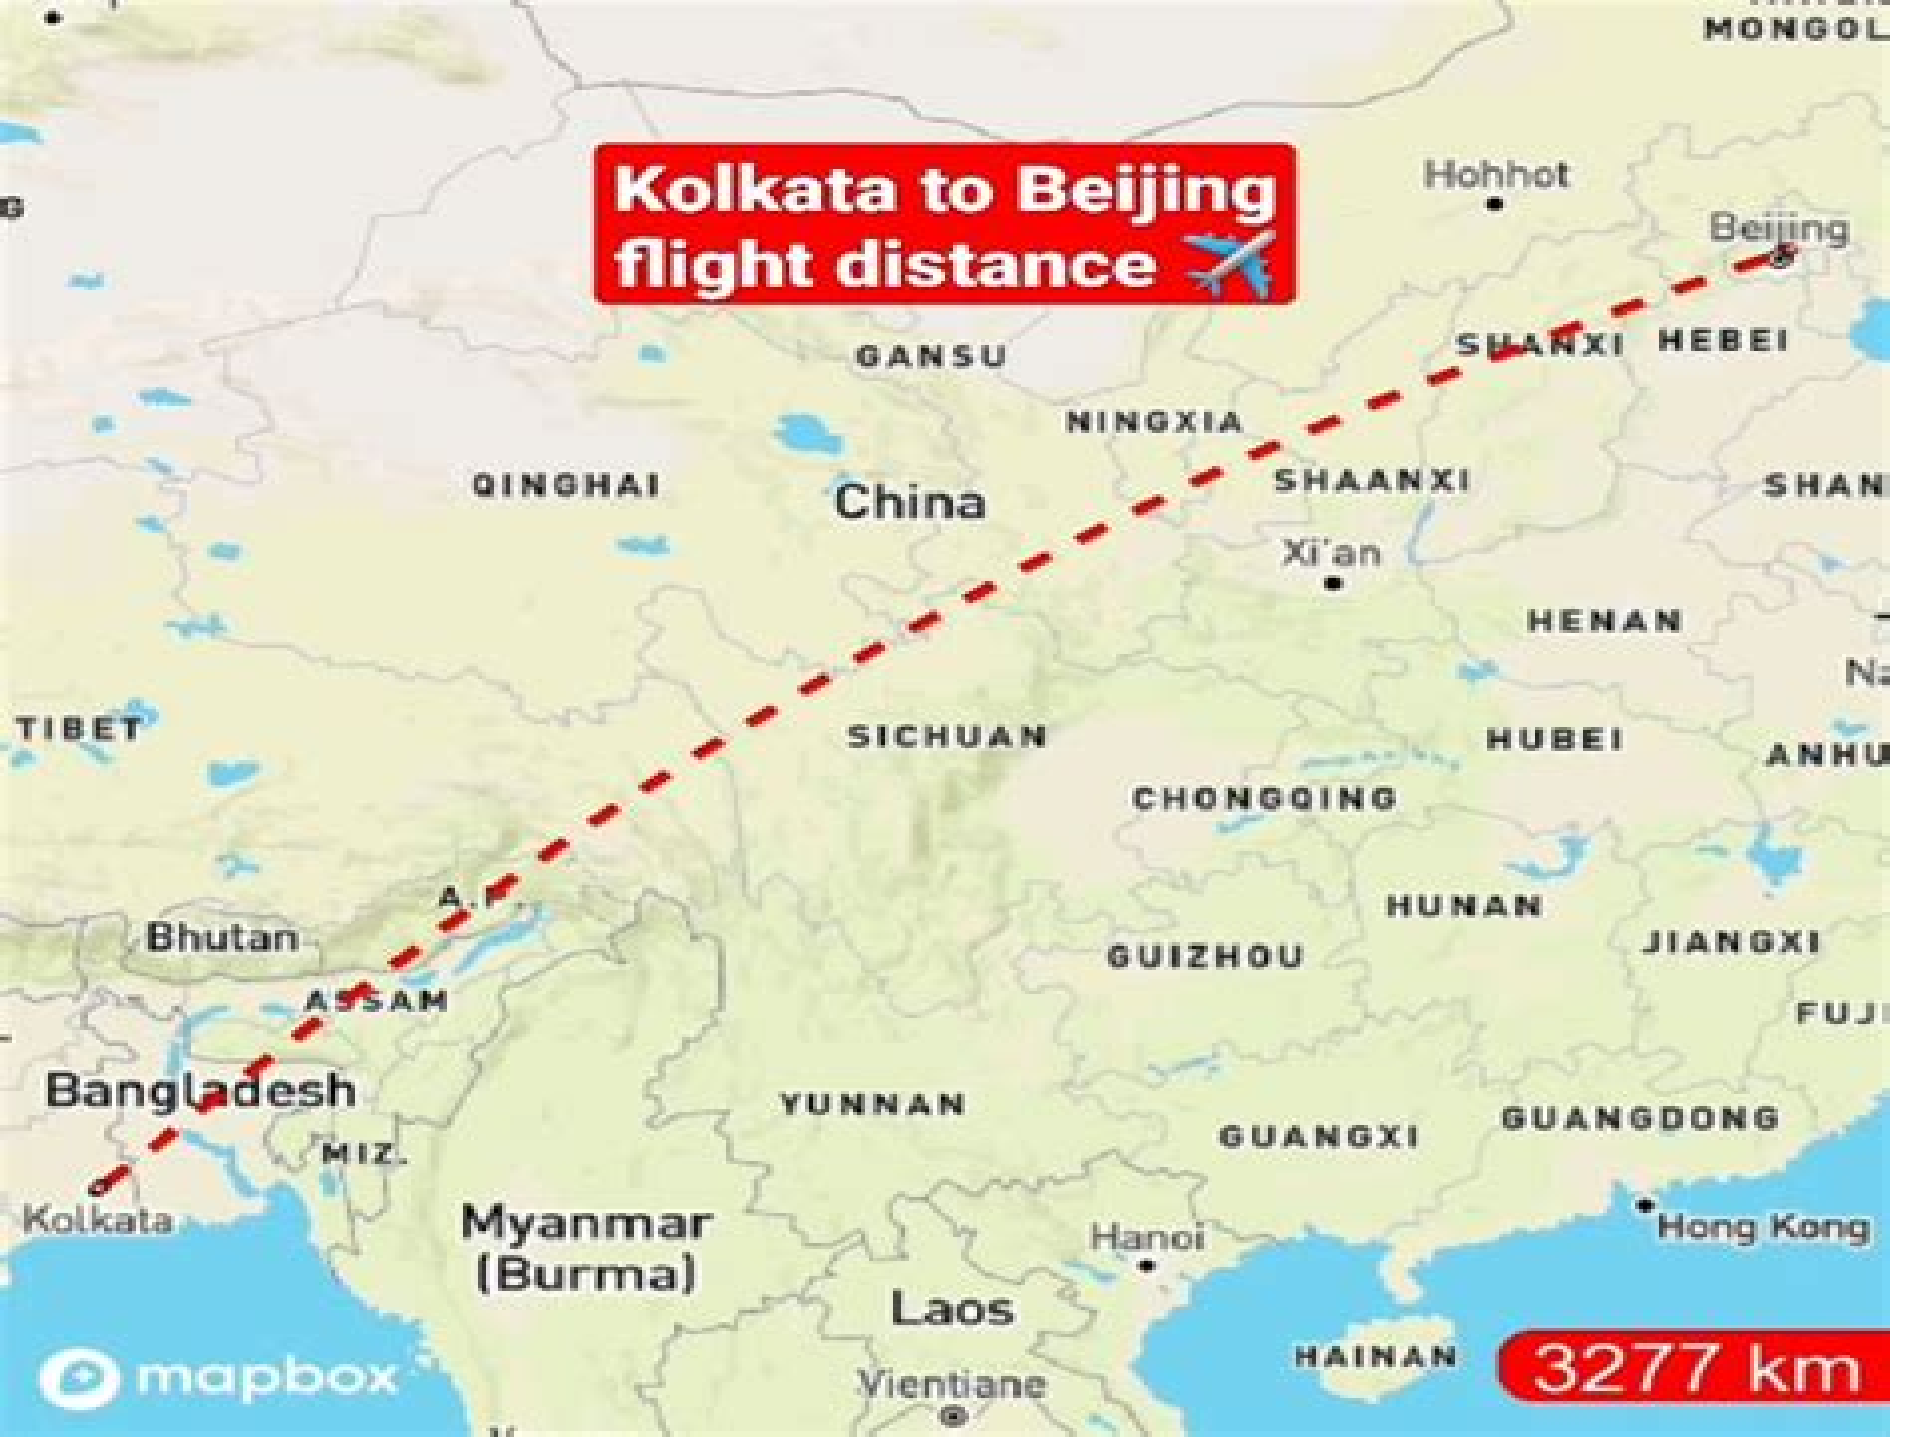 MONGOL
Kolkata to Beijing
flight distance
Hohhot
Beijing
G
GANSU
SHANXI
HEBEI
NINGXIA
QINGHAI
China
SHAANXI
SHAN
Xi'an
HENAN
TIBET
SICHUAN
HUBEI
ANHU
CHONGQING
A.P.
HUNAN
Bhutan
GUIZHOU
JIANGXI
ASSAM
FUJ
Bangladesh
YUNNAN
GUANGXI
GUANGDONG
MIZ.
Kolkata
Myanmar
(Burma)
Hanoi
Hong Kong
Laos
HAINAN
3277 km
mapbox
Vientiane